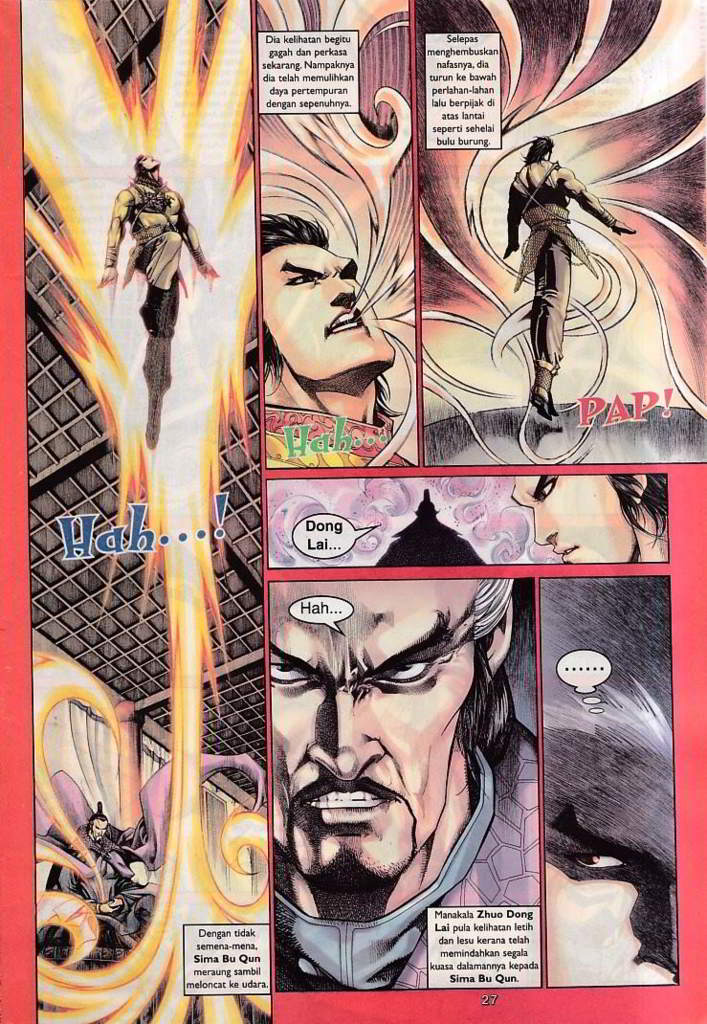 Hah....!
Dengan tidak
semena-mena,
Sima Bu Qun
meraung sambil
meloncat ke udara.
Dia kelihatan begitu
gagah dan perkasa
sekarang. Nampaknya
dia telah memulihkan
daya pertempuran
dengan sepenuhnya.
Hah...
Selepas
menghembuskan
nafasnya, dia
turun ke bawah
perlahan-lahan
lalu berpijak di
atas lantai
seperti sehelai
bulu burung.
PAP!
Dong
Lai...
Hah...
Manakala Zhuo Dong
Lai pula kelihatan letih
dan lesu kerana telah
memindahkan segala
kuasa dalamannya kepada
Sima Bu Qun.
......
27